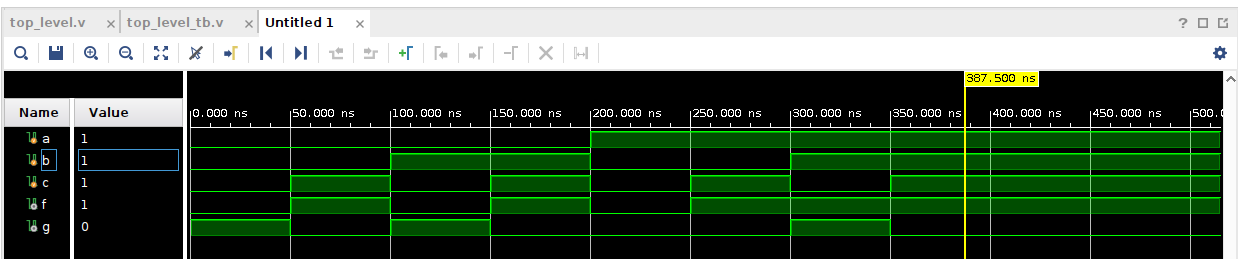 top_level.v × top_level_tb.v × Untitled 1 ×
?
387.500 ns
Name Value 0.000 ns 50.000 ns 100.000 ns 150.000 ns 200.000 ns 250.000 ns 300.000 ns 350.000 ns 400.000 ns 450.000 ns 500.0
a 1
b 1
c 1
f 1
g 0